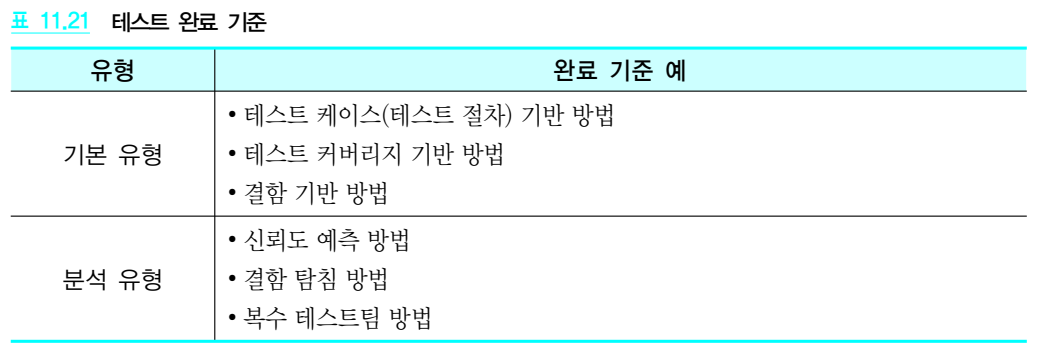 표 11.21 테스트 완료 기준
유형 완료 기준 예
• 테스트 케이스(테스트 절차) 기반 방법
기본 유형 • 테스트 커버리지 기반 방법
• 결함 기반 방법
• 신뢰도 예측 방법
분석 유형 • 결함 탐침 방법
• 복수 테스트팀 방법